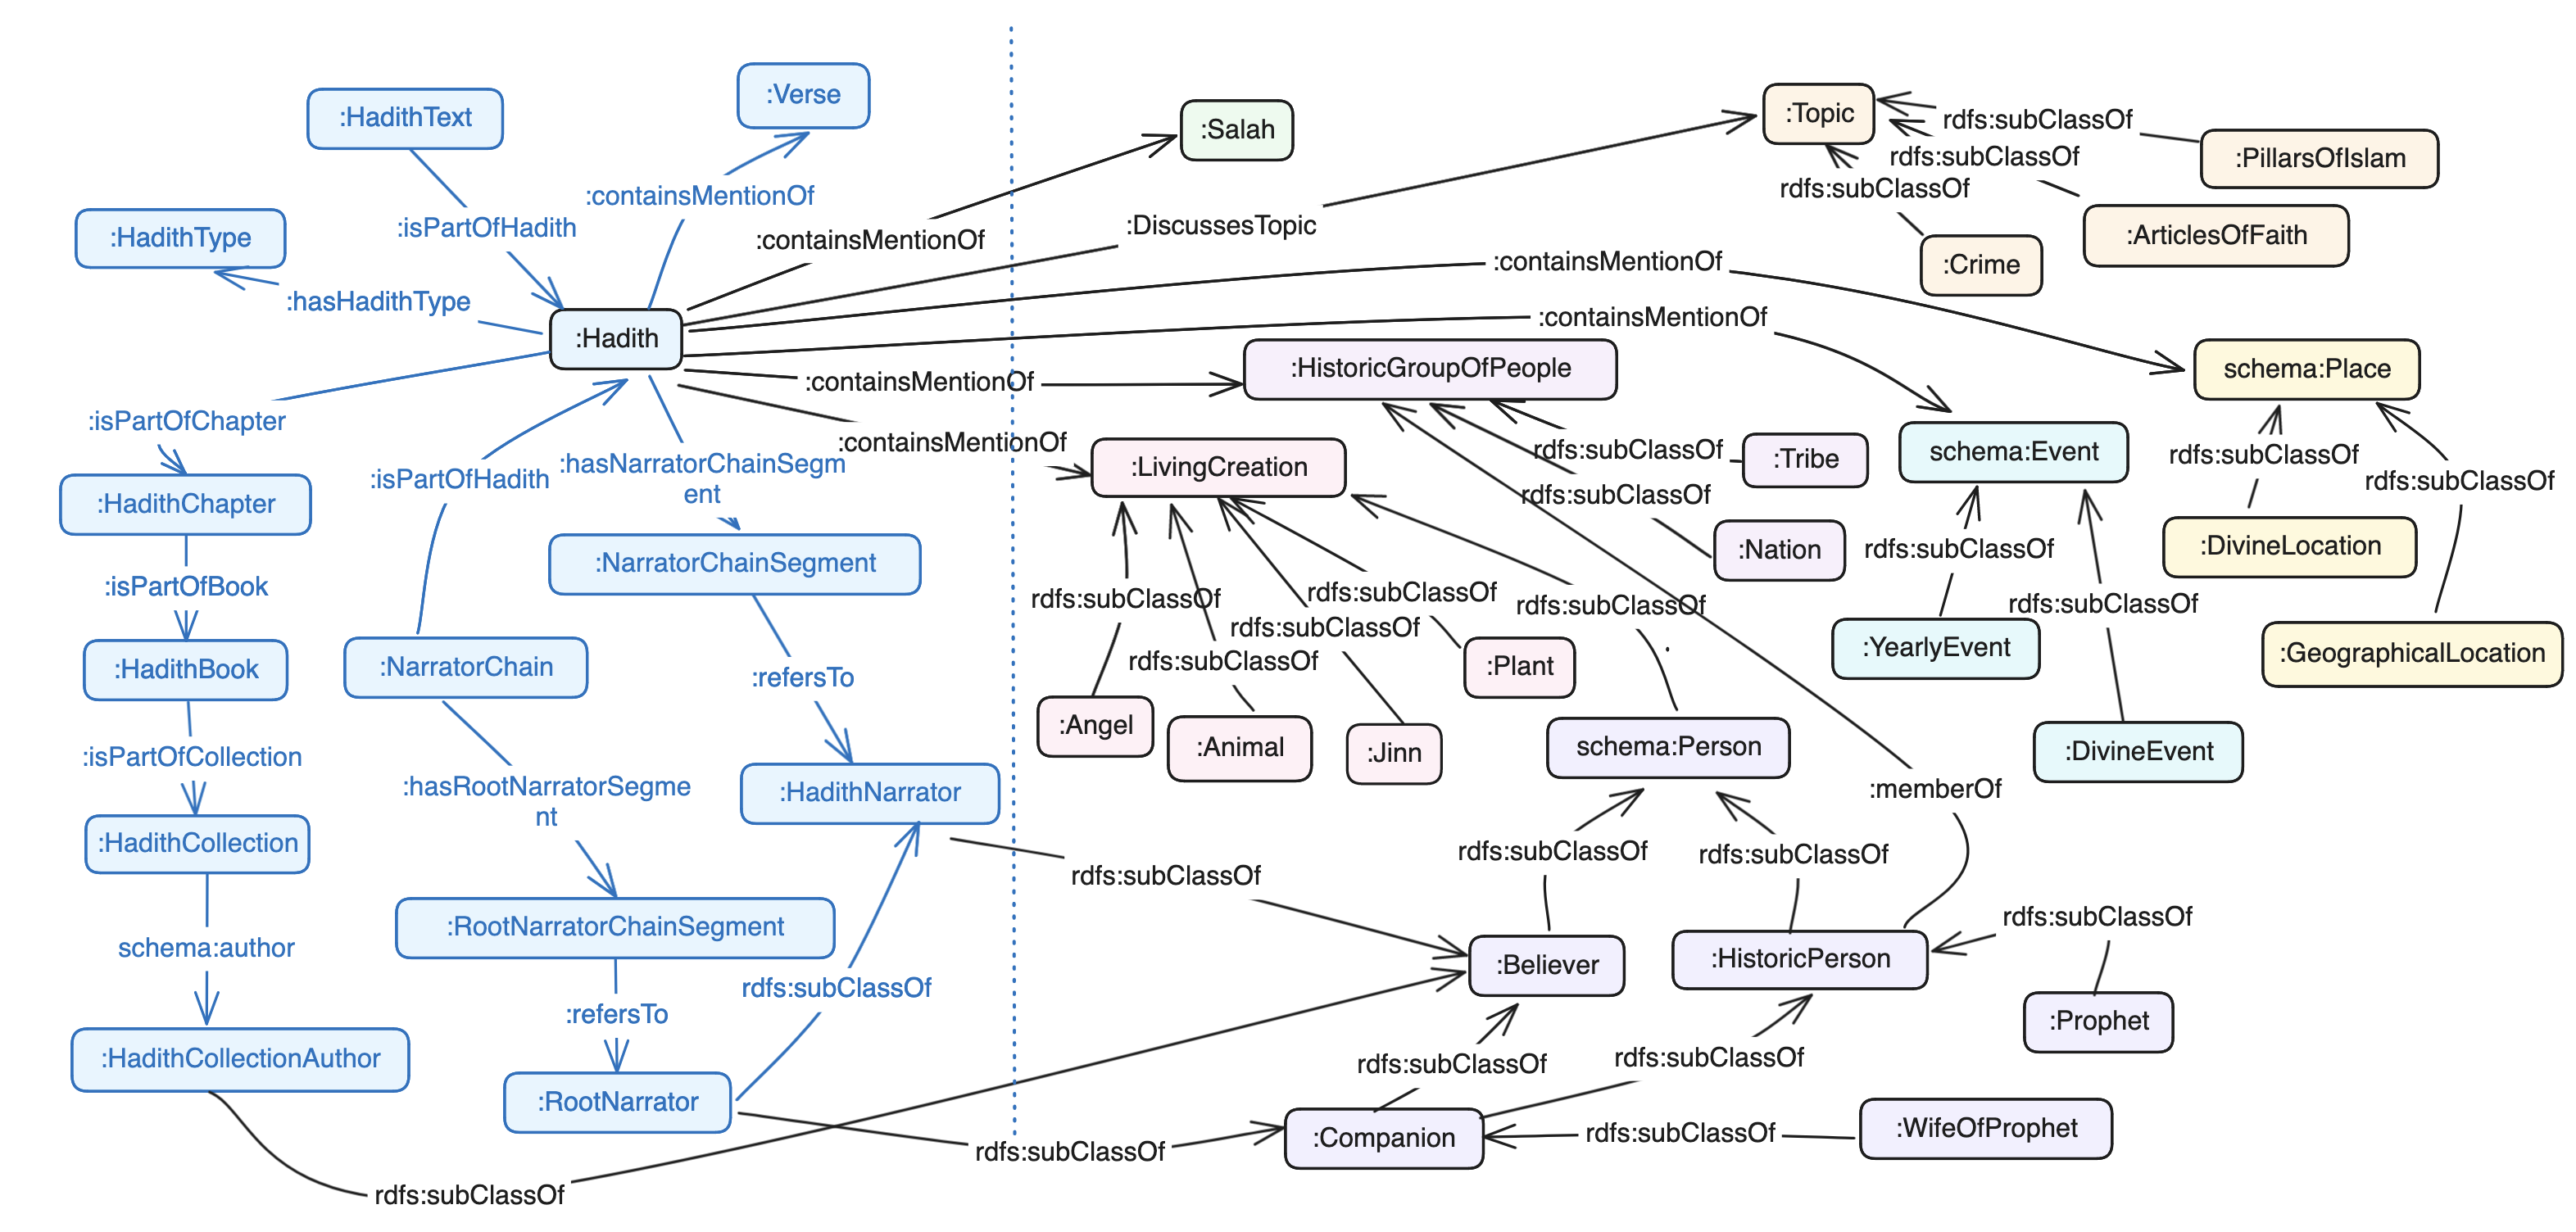 :Verse
:HadithText
:Salah
:Topic
rdfs:subClassOf
:PillarsOfIslam
rdfs:subClassOf
rdfs:subClassOf
:containsMentionOf
:isPartOfHadith
:DiscussesTopic
:HadithType
:containsMentionOf
:ArticlesOfFaith
:Crime
:containsMentionOf
:hasHadithType
:containsMentionOf
:Hadith
:HistoricGroupOfPeople
schema:Place
:containsMentionOf
:isPartOfChapter
:containsMentionOf
rdfs:subClassOf
:Tribe
schema:Event
rdfs:subClassOf
:LivingCreation
:isPartOfHadith
:hasNarratorChainSegm
ent
rdfs:subClassOf
rdfs:subClassOf
:HadithChapter
:NarratorChainSegment
:Nation
rdfs:subClassOf
:DivineLocation
:isPartOfBook
rdfs:subClassOf
rdfs:subClassOf
rdfs:subClassOf
rdfs:subClassOf
rdfs:subClassOf
rdfs:subClassOf
:HadithBook
:NarratorChain
:refersTo
:Plant
:YearlyEvent
:GeographicalLocation
:Angel
:Animal
:Jinn
schema:Person
:DivineEvent
:isPartOfCollection
:hasRootNarratorSegme
nt
:HadithNarrator
:memberOf
:HadithCollection
rdfs:subClassOf
rdfs:subClassOf
rdfs:subClassOf
:RootNarratorChainSegment
rdfs:subClassOf
schema:author
:Believer
:HistoricPerson
rdfs:subClassOf
:refersTo
:Prophet
:HadithCollectionAuthor
rdfs:subClassOf
rdfs:subClassOf
:RootNarrator
rdfs:subClassOf
:Companion
rdfs:subClassOf
:WifeOfProphet
rdfs:subClassOf